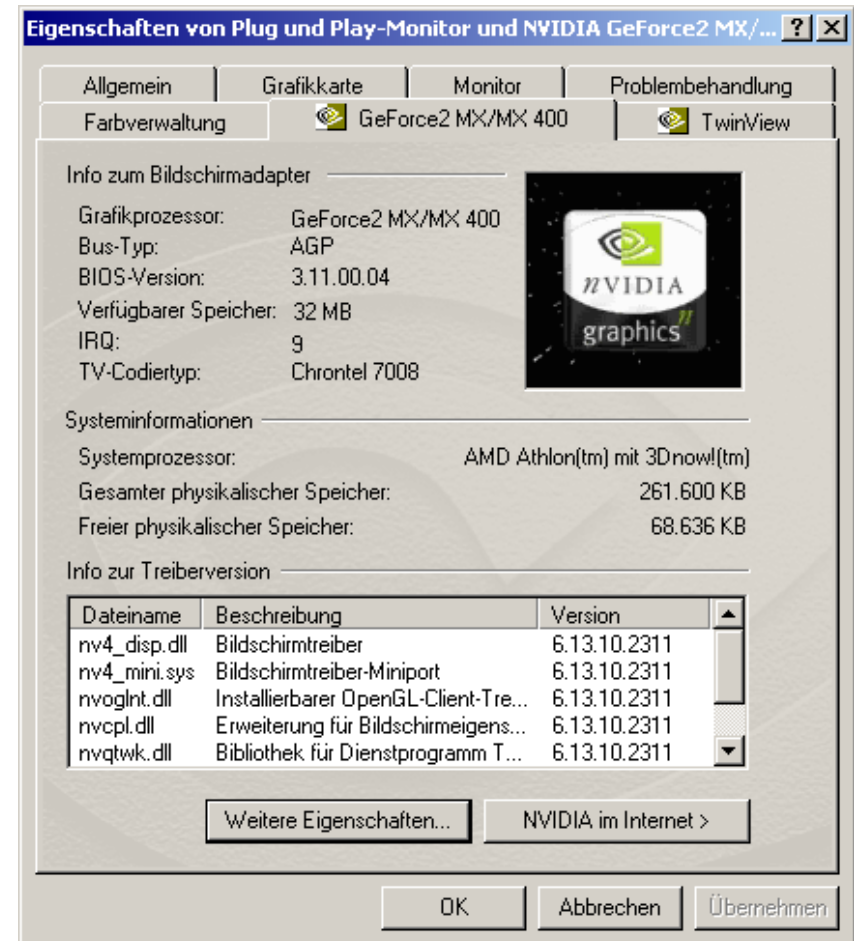 Eigenschaften von Plug und Play-Monitor und NVIDIA GeForce2 MX/...
Allgemein Grafikkarte Monitor Problembehandlung
Farbverwaltung GeForce2 MX/MX 400 TwinView
Info zum Bildschirmadapter
Grafikprozessor: GeForce2 MX/MX 400
Bus-Typ: AGP
BIOS-Version: 3.11.00.04
Verfügbarer Speicher: 32 MB
IRQ: 9
TV-Codiertyp: Chrontel 7008
nVIDIA
graphics n
Systeminformationen
Systemprozessor: AMD Athlon(tm) mit 3Dnow!(tm)
Gesamter physikalischer Speicher: 261.600 KB
Freier physikalischer Speicher: 68.636 KB
Info zur Treiberversion
Dateiname Beschreibung Version
nv4_disp.dll Bildschirmtreiber 6.13.10.2311
nv4_mini.sys Bildschirmtreiber-Miniport 6.13.10.2311
nvoglnt.dll Installierbarer OpenGL-Client-Tre... 6.13.10.2311
nvcpl.dll Erweiterung für Bildschirmeigens... 6.13.10.2311
nvqtwk.dll Bibliothek für Dienstprogramm T... 6.13.10.2311
Weitere Eigenschaften... NVIDIA im Internet >
OK Abbrechen Übernehmen